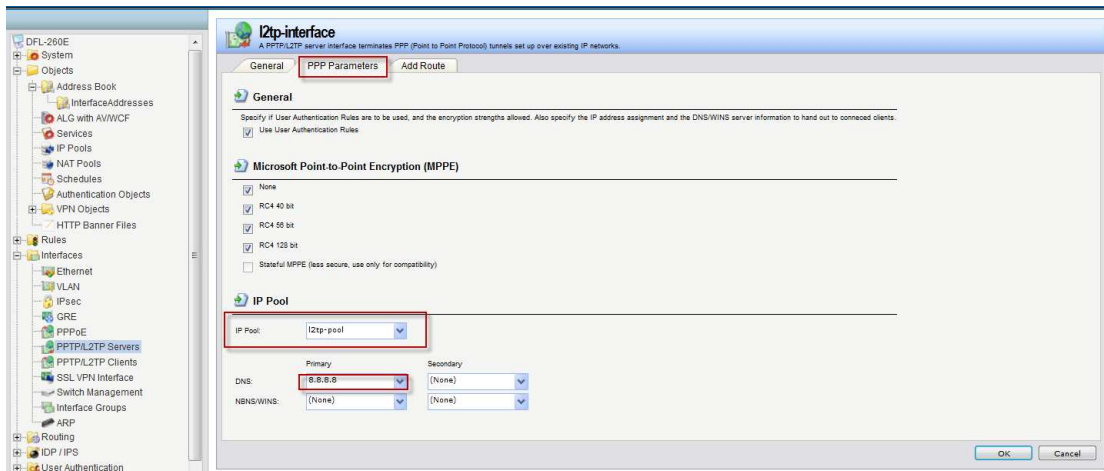 DFL-260E
System
Objects
Address Book
InterfaceAddresses
ALG with AV/WCF
Services
IP Pools
NAT Pools
Schedules
Authentication Objects
VPN Objects
HTTP Banner Files
Rules
Interfaces
Ethernet
VLAN
IPsec
GRE
PPPoE
PPTP/L2TP Servers
PPTP/L2TP Clients
SSL VPN Interface
Switch Management
Interface Groups
ARP
Routing
IDP / IPS
User Authentication
l2tp-interface
A PPTP/L2TP server interface terminates PPP (Point to Point Protocol) tunnels set up over existing IP networks.
General PPP Parameters Add Route
General
Specify if User Authentication Rules are to be used, and the encryption strengths allowed. Also specify the IP address assignment and the DNS/WINS server information to hand out to conneced clients.
Use User Authentication Rules
Microsoft Point-to-Point Encryption (MPPE)
None
RC4 40 bit
RC4 56 bit
RC4 128 bit
Stateful MPPE (less secure, use only for compatibility)
IP Pool
IP Pool: l2tp-pool
Primary Secondary
DNS: 8.8.8.8 (None)
NBNS/WINS: (None) (None)
OK Cancel